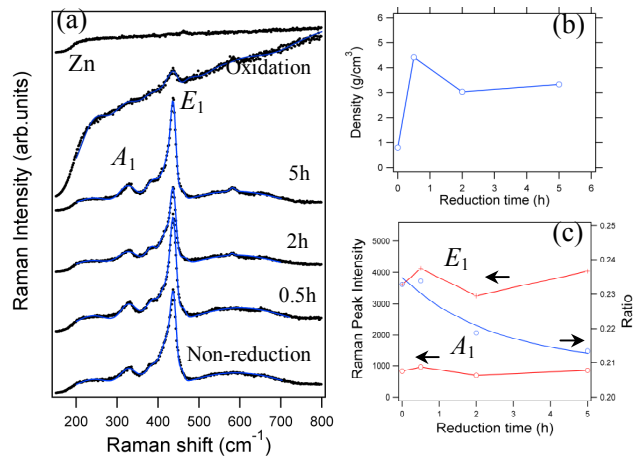 (a)
Zn
Oxidation
E1
A1
5h
2h
0.5h
Non-reduction
Raman Intensity (arb.units)
200 300 400 500 600 700 800
Raman shift (cm-1)
(b)
6
5
4
3
2
1
0
Density (g/cm3)
0 1 2 3 4 5 6
Reduction time (h)
(c)
5000
4000
3000
2000
1000
0
Raman Peak Intensity
E1
A1
0.25
0.24
0.23
0.22
0.21
0.20
Ratio
0 1 2 3 4 5
Reduction time (h)